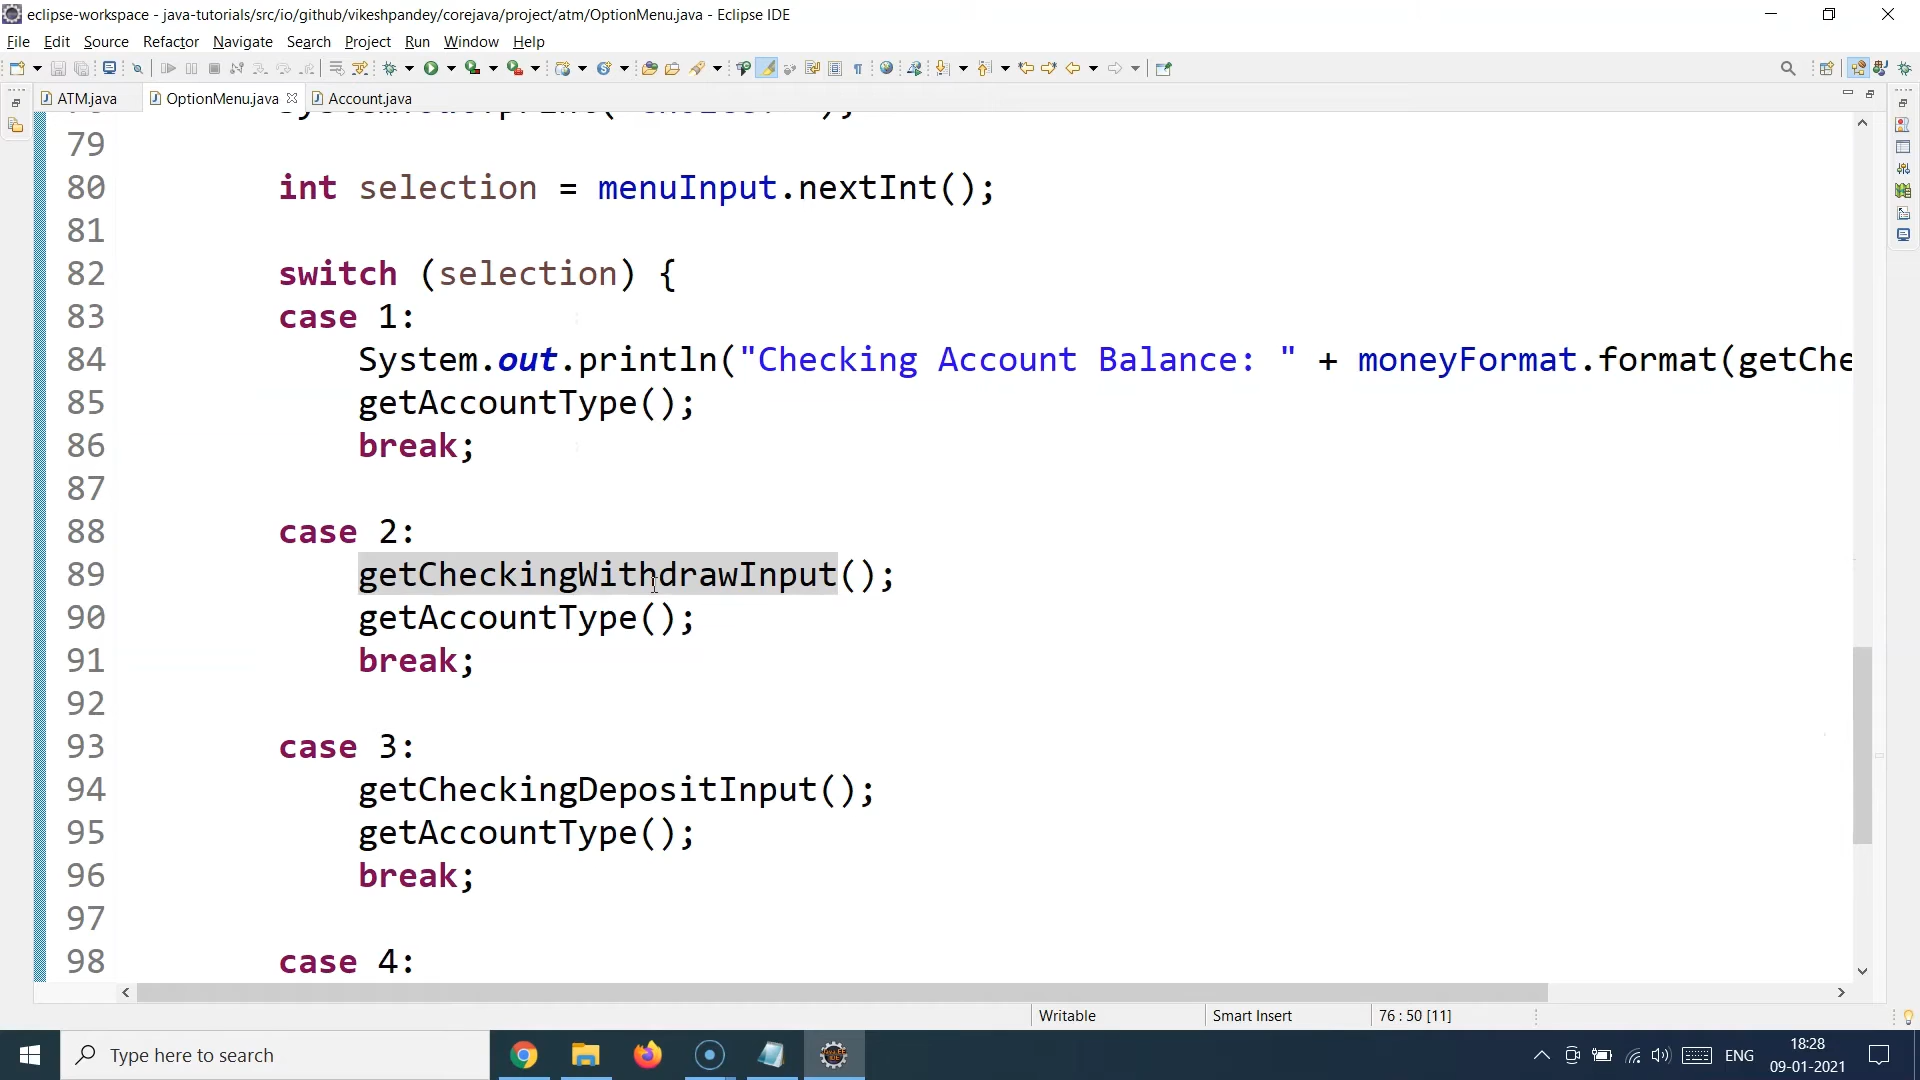 eclipse-workspace - java-tutorials/src/io/github/vikeshpandey/corejava/project/atm/OptionMenu.java - Eclipse IDE
File Edit Source Refactor Navigate Search Project Run Window Help
ATM.java OptionMenu.java Account.java
79
80 int selection = menuInput.nextInt();
81
82 switch (selection) {
83 case 1:
84 System.out.println("Checking Account Balance: " + moneyFormat.format(getChe
85 getAccountType();
86 break;
87
88 case 2:
89 getCheckingWithdrawInput();
90 getAccountType();
91 break;
92
93 case 3:
94 getCheckingDepositInput();
95 getAccountType();
96 break;
97
98 case 4:
Writable Smart Insert 76 : 50 [11]
Type here to search
ENG
18:28
09-01-2021